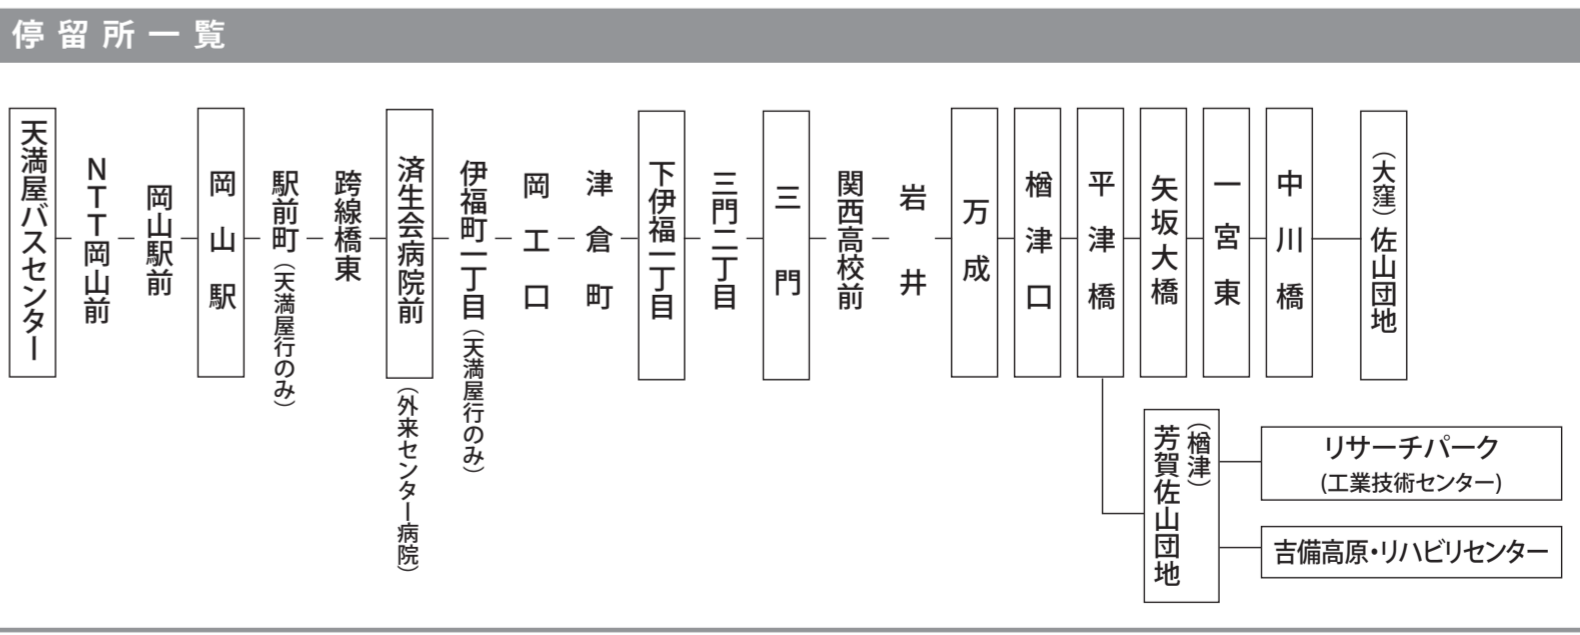 停留所一覧
天満屋バスセンター
NTT岡山前
岡山駅前
岡山駅
駅前町(天満屋行のみ)
跨線橋東
済生会病院前
(外来センター病院)
伊福町一丁目(天満屋行のみ)
岡工口
津倉町
下伊福一丁目
三門二丁目
三門
関西高校前
岩井
万成
楢津口
平津橋
矢坂大橋
一宮東
中川橋
(大窪)佐山団地
(楢津)
芳賀佐山団地
リサーチパーク
(工業技術センター)
吉備高原・リハビリセンター